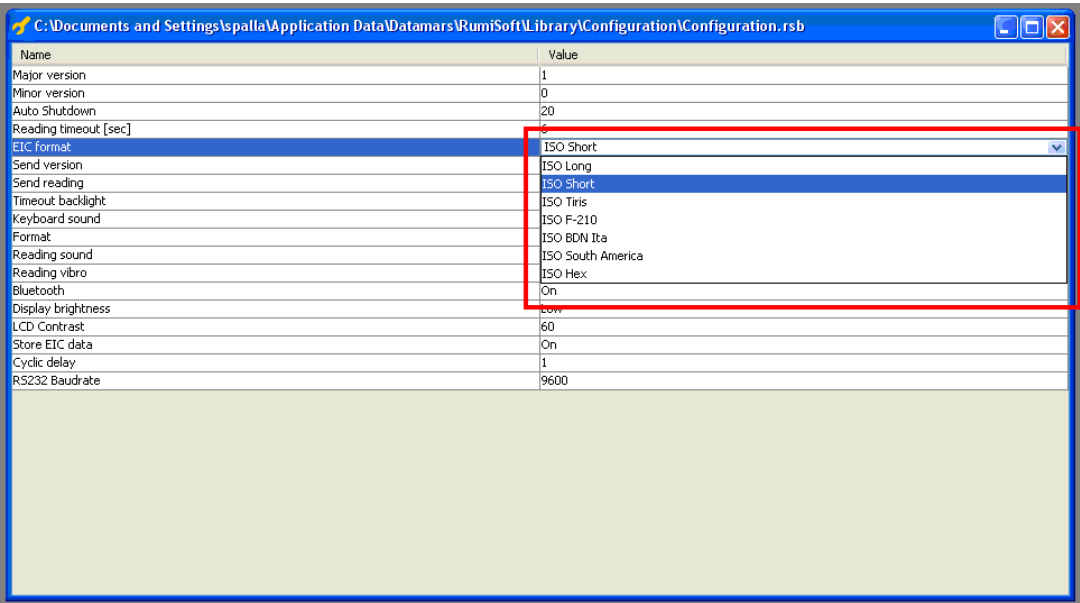 C:\Documents and Settings\spalla\Application Data\Datamars\RumiSoft\Library\Configuration\Configuration.rsb
Name Value
Major version 1
Minor version 0
Auto Shutdown 20
Reading timeout [sec] 6
EIC format ISO Short
Send version ISO Long
Send reading ISO Short
Timeout backlight ISO Tiris
Keyboard sound ISO F-210
Format ISO BDN Ita
Reading sound ISO South America
Reading vibro ISO Hex
Bluetooth On
Display brightness Low
LCD Contrast 60
Store EIC data On
Cyclic delay 1
RS232 Baudrate 9600